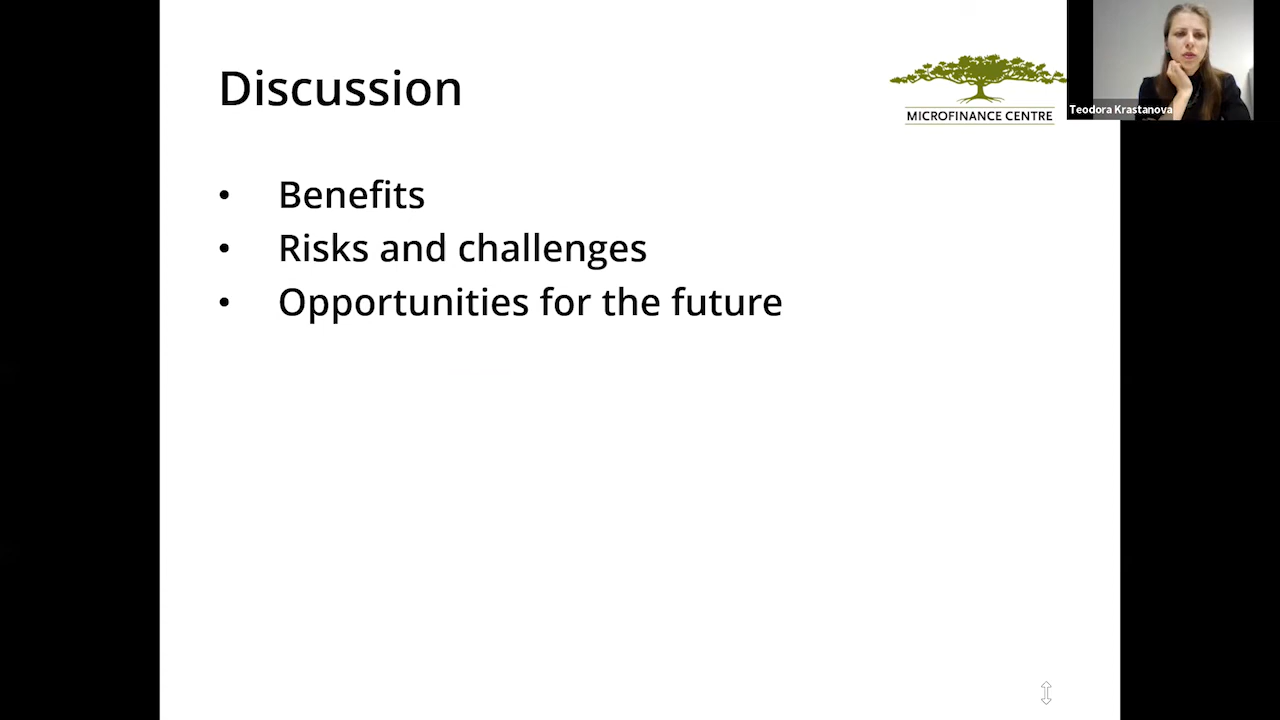 Discussion
MICROFINANCE CENTRE
Teodora Krastanova
• Benefits
• Risks and challenges
• Opportunities for the future